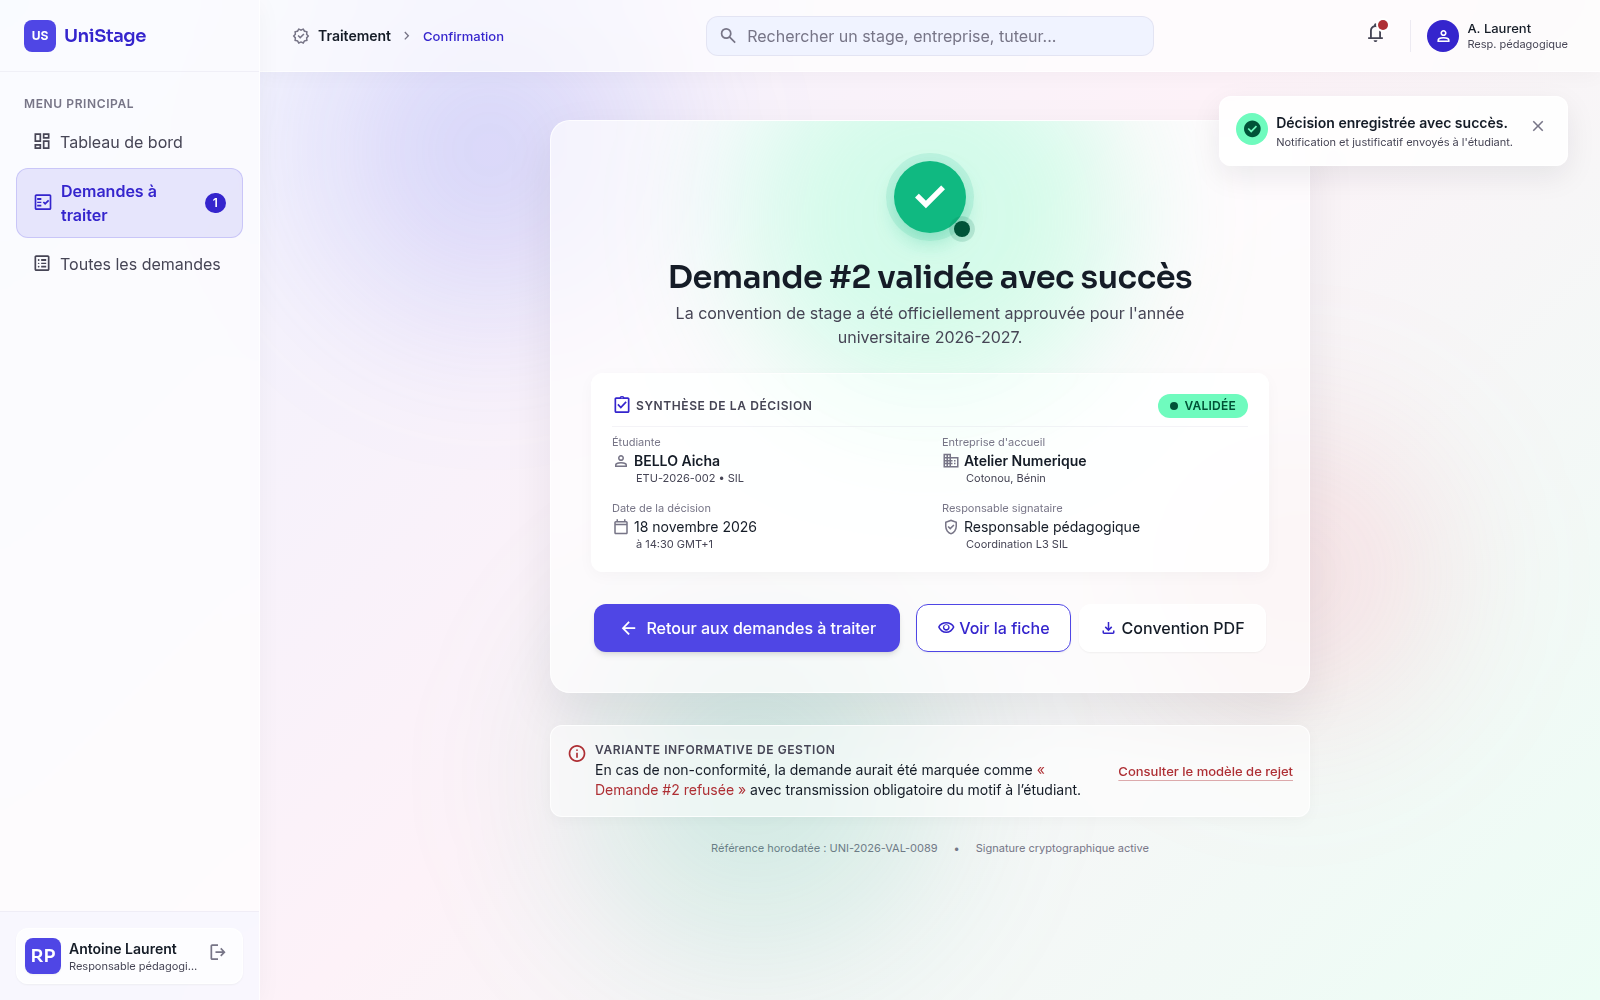 US UniStage
Traitement
Confirmation
Rechercher un stage, entreprise, tuteur...
A. Laurent
Resp. pédagogique
MENU PRINCIPAL
Tableau de bord
Demandes à
traiter
1
Toutes les demandes
Décision enregistrée avec succès.
Notification et justificatif envoyés à l'étudiant.
Demande #2 validée avec succès
La convention de stage a été officiellement approuvée pour l'année
universitaire 2026-2027.
SYNTHÈSE DE LA DÉCISION
VALIDÉE
Étudiante
BELLO Aicha
ETU-2026-002 • SIL
Entreprise d'accueil
Atelier Numerique
Cotonou, Bénin
Date de la décision
18 novembre 2026
à 14:30 GMT+1
Responsable signataire
Responsable pédagogique
Coordination L3 SIL
Retour aux demandes à traiter
Voir la fiche
Convention PDF
VARIANTE INFORMATIVE DE GESTION
En cas de non-conformité, la demande aurait été marquée comme «
Demande #2 refusée » avec transmission obligatoire du motif à l’étudiant.
Consulter le modèle de rejet
Référence horodatée : UNI-2026-VAL-0089 • Signature cryptographique active
RP
Antoine Laurent
Responsable pédagogi...